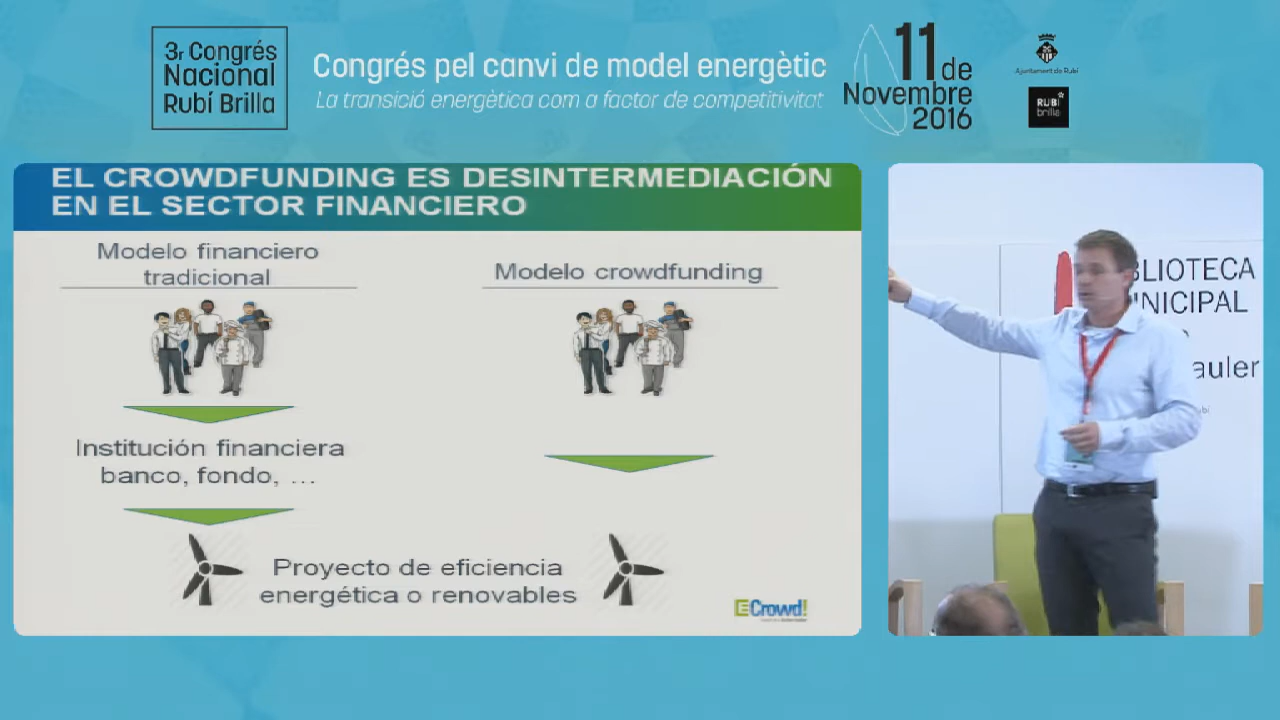 3r Congrés
Nacional
Rubí Brilla
Congrés pel canvi de model energètic
La transició energètica com a factor de competitivitat
11 de
Novembre
2016
Ajuntament de Rubí
RUBÍ
brilla
EL CROWDFUNDING ES DESINTERMEDIACIÓN
EN EL SECTOR FINANCIERO
Modelo financiero
tradicional
Modelo crowdfunding
Institución financiera
banco, fondo, ...
Proyecto de eficiencia
energética o renovables
ECrowd!
BLIOTECA
NICIPAL
auler